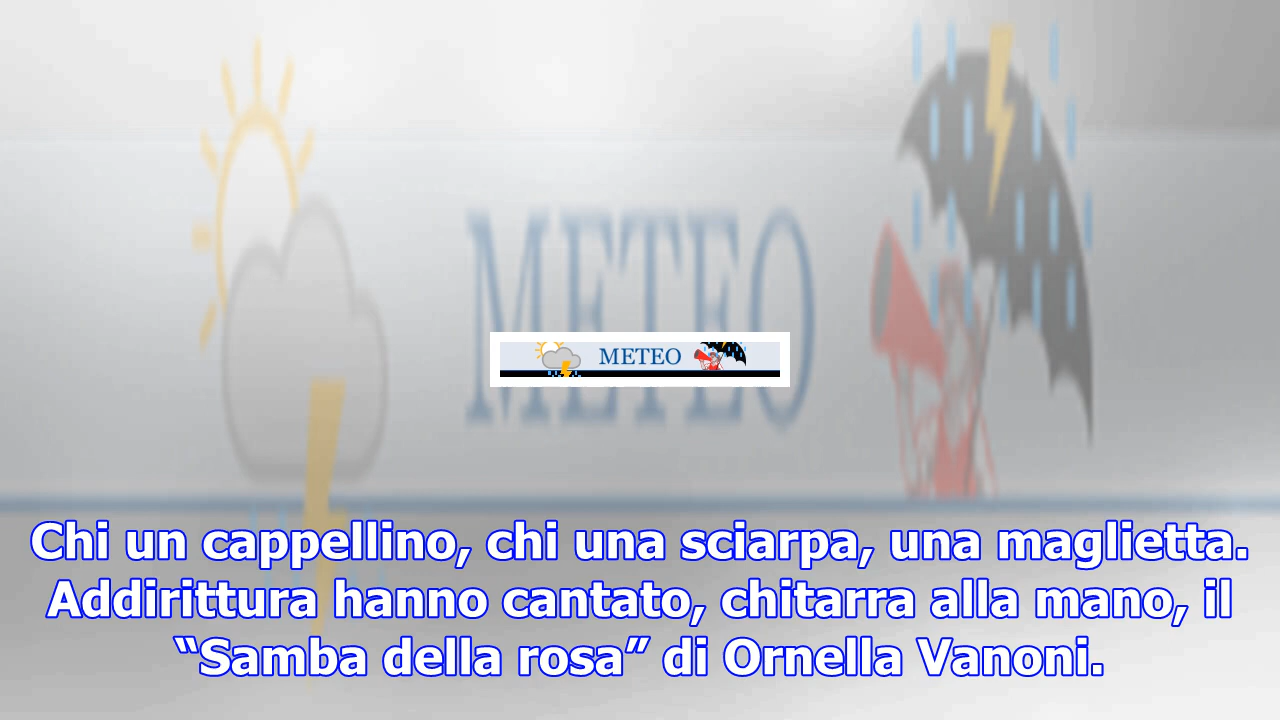 METEO
METEO
Chi un cappellino, chi una sciarpa, una maglietta.
Addirittura hanno cantato, chitarra alla mano, il
“Samba della rosa” di Ornella Vanoni.